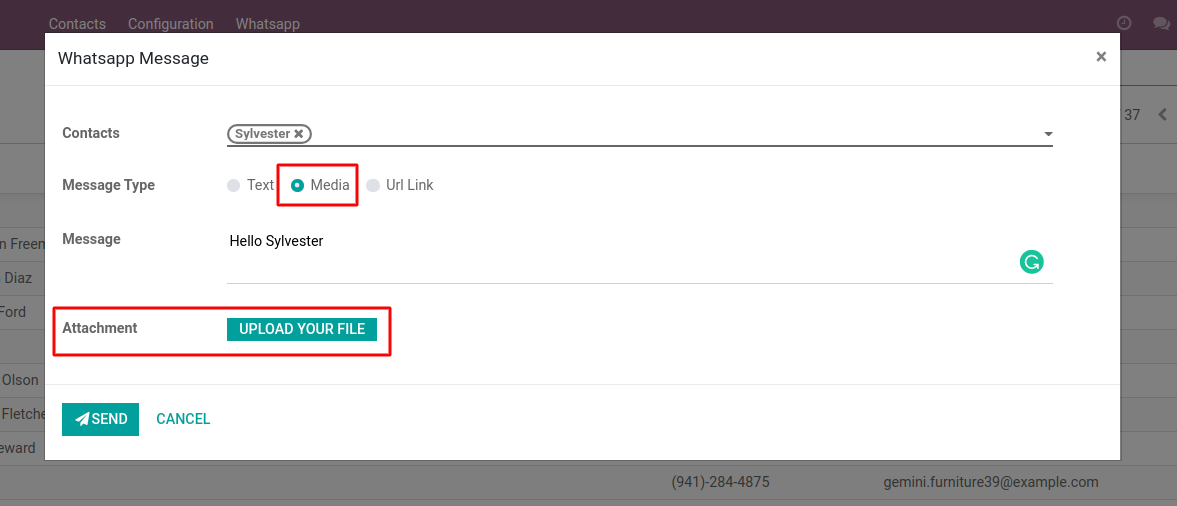 Contacts Configuration Whatsapp
Whatsapp Message ×
37
Contacts Sylvester ×
Message Type Text Media Url Link
Message Hello Sylvester
n Freem
Diaz
Ford
Attachment UPLOAD YOUR FILE
Olson
Fletche
eward
SEND CANCEL
(941)-284-4875 gemini.furniture39@example.com